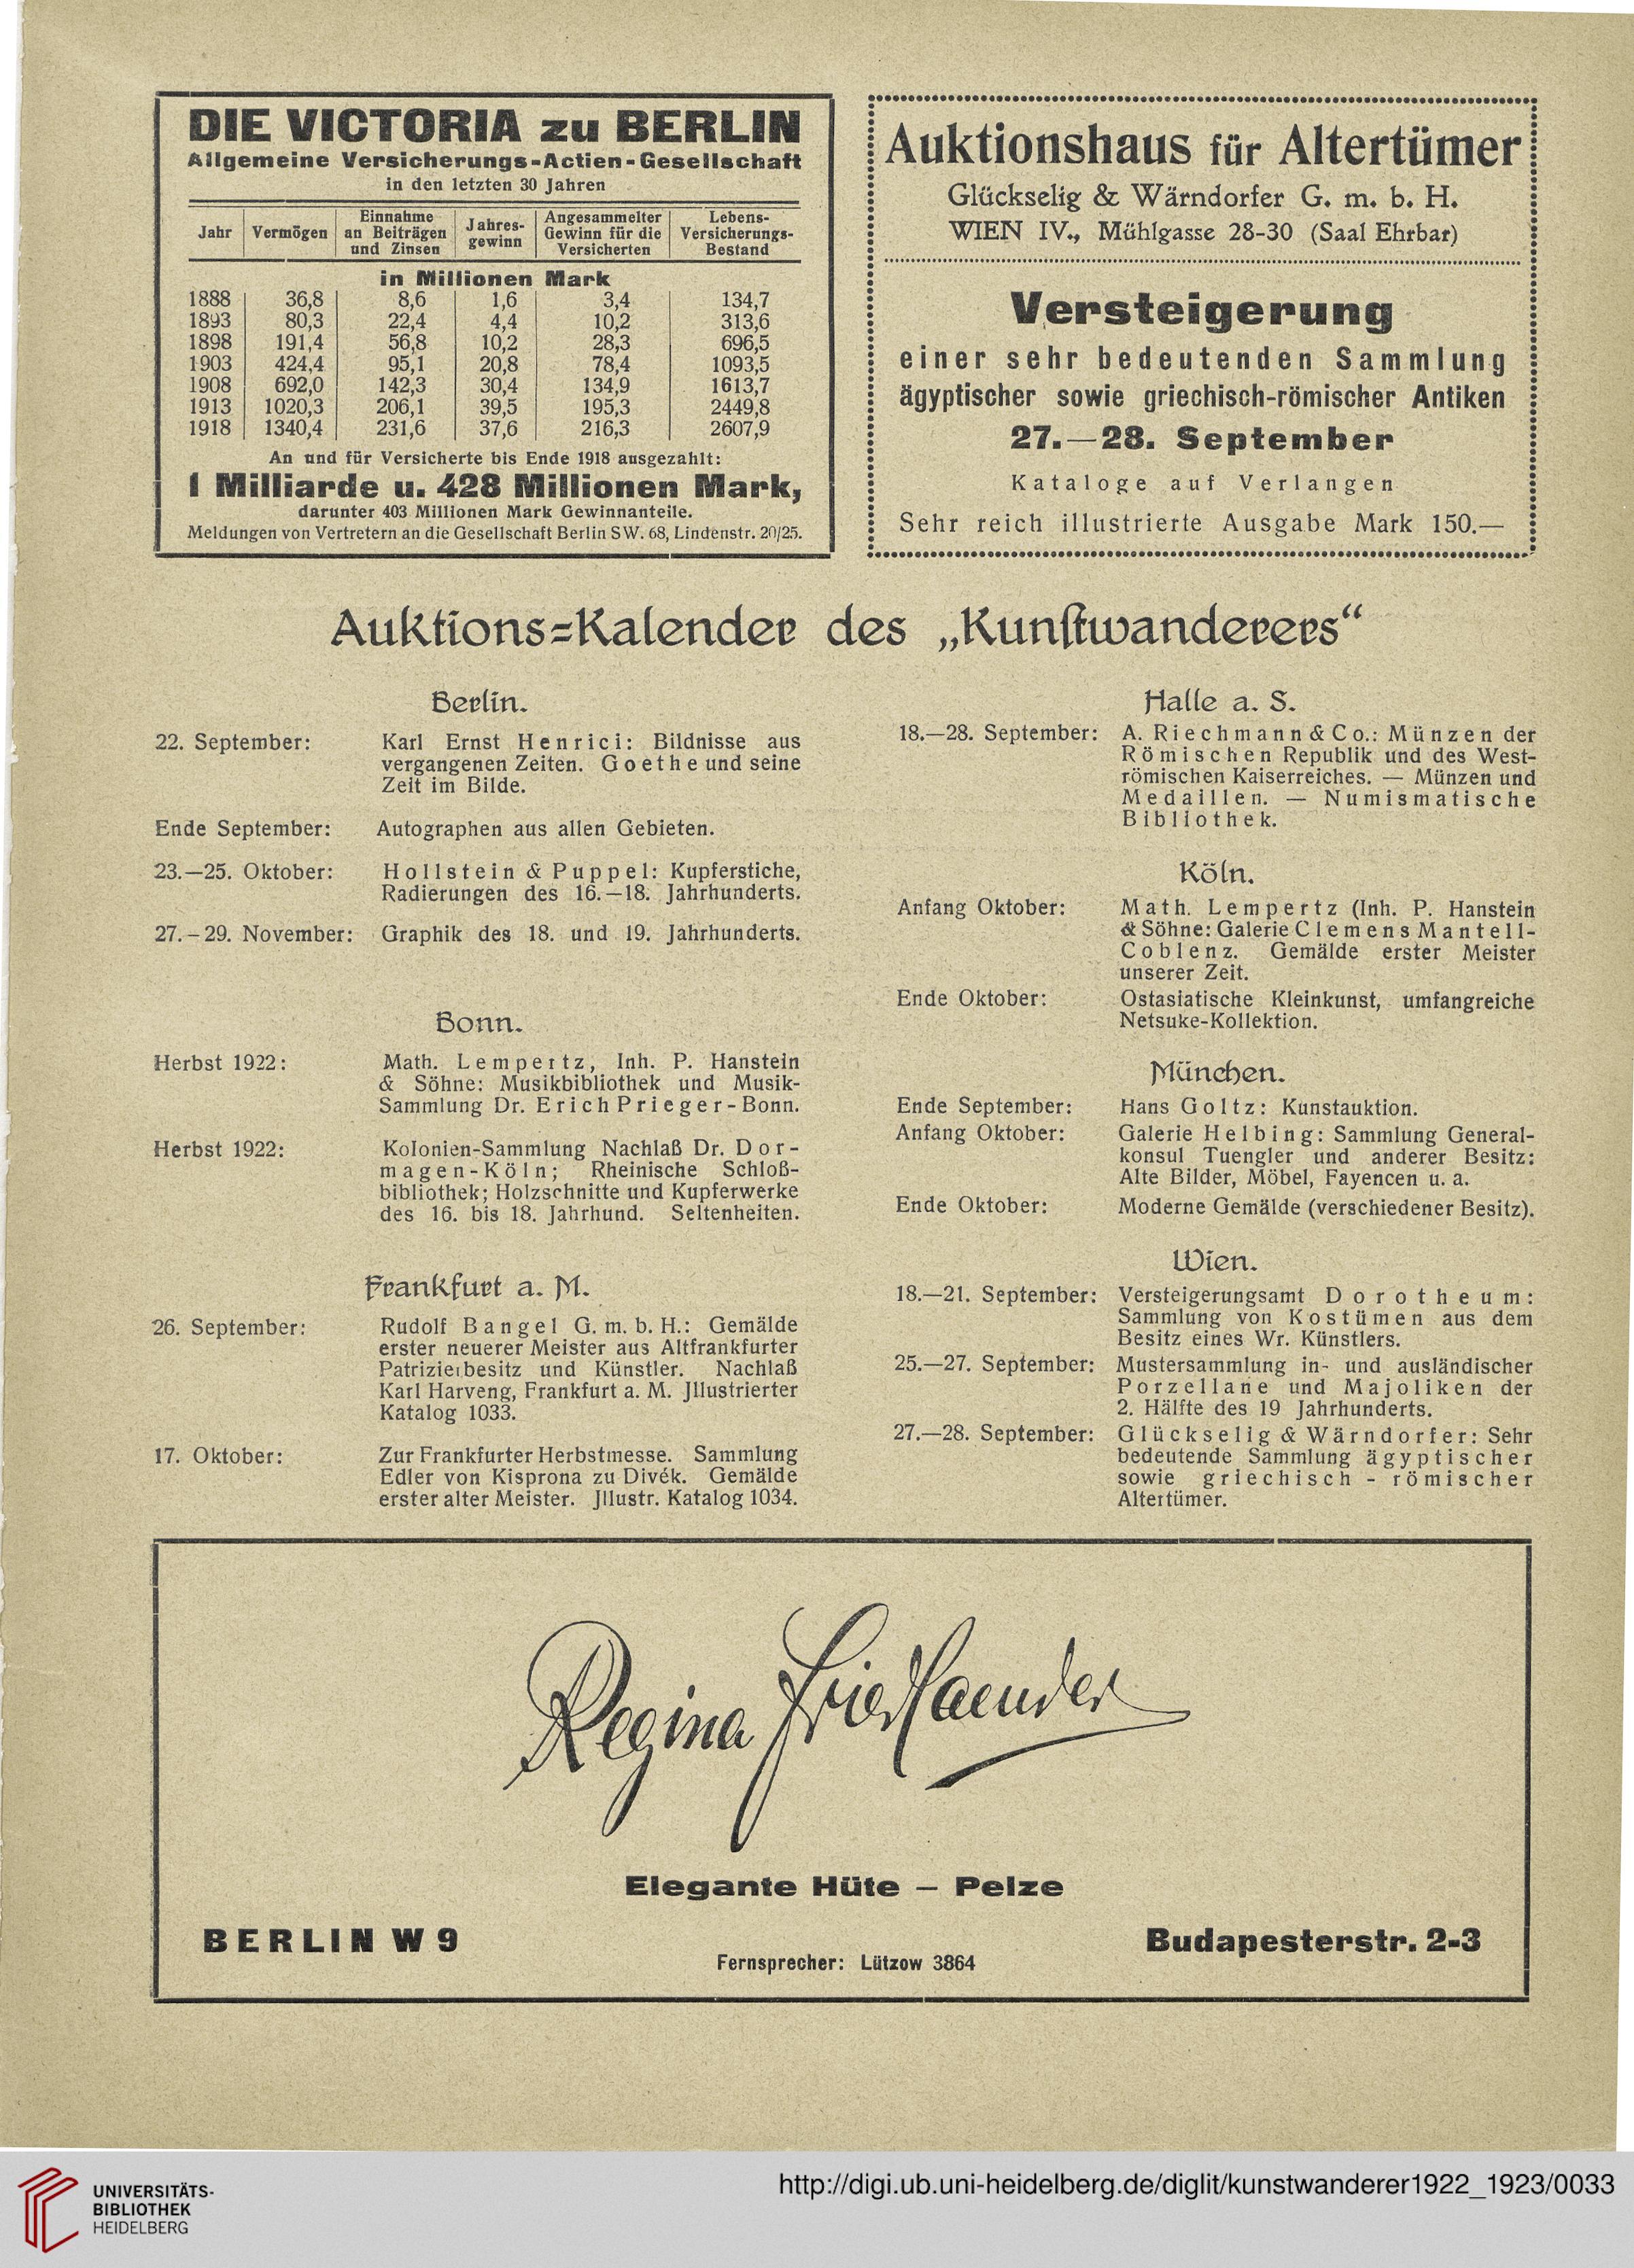 DIE VICTORIA zu BERLIN
Allgemeine Versicherungs-Actien-Gesellschaft
in den letzten 30 Jahren
Jahr | Vermögen | Einnahme an Beiträgen und Zinsen | Jahres-gewinn | Angesammelter Gewinn für die Versicherten | Lebens-Versicherungs-Bestand
in Millionen Mark
1888 36,8 8,6 1,6 3,4 134,7
1893 80,3 22,4 4,4 10,2 313,6
1898 191,4 56,8 10,2 28,3 696,5
1903 424,4 95,1 20,8 78,4 1093,5
1908 692,0 142,3 30,4 134,9 1613,7
1913 1020,3 206,1 39,5 195,3 2449,8
1918 1340,4 231,6 37,6 216,3 2607,9
An und für Versicherte bis Ende 1918 ausgezahlt:
1 Milliarde u. 428 Millionen Mark,
darunter 403 Millionen Mark Gewinnanteile.
Meldungen von Vertretern an die Gesellschaft Berlin SW. 68, Lindenstr. 20/25.
Auktionshaus für Altertümer
Glückselig & Wärndorfer G. m. b. H.
WIEN IV., Mühlgasse 28-30 (Saal Ehrbar)
Versteigerung
einer sehr bedeutenden Sammlung
ägyptischer sowie griechisch-römischer Antiken
27.—28. September
Kataloge auf Verlangen
Sehr reich illustrierte Ausgabe Mark 150.—
Auktions=Kalender des „Kunſtwanderers“
Berlin.
22. September: Karl Ernst Henrici: Bildnisse aus
vergangenen Zeiten. Goethe und seine
Zeit im Bilde.
Ende September: Autographen aus allen Gebieten.
23.—25. Oktober: Hollstein & Puppel: Kupferstiche,
Radierungen des 16.—18. Jahrhunderts.
27.-29. November: Graphik des 18. und 19. Jahrhunderts.
Bonn.
Herbst 1922: Math. Lempertz, Inh. P. Hanstein
& Söhne: Musikbibliothek und Musik-
Sammlung Dr. Erich Prieger-Bonn.
Herbst 1922: Kolonien-Sammlung Nachlaß Dr. Dor-
magen-Köln; Rheinische Schloß-
bibliothek; Holzschnitte und Kupferwerke
des 16. bis 18. Jahrhund. Seltenheiten.
Frankfurt a. M.
26. September: Rudolf Bangel G. m. b. H.: Gemälde
erster neuerer Meister aus Altfrankfurter
Patrizierbesitz und Künstler. Nachlaß
Karl Harveng, Frankfurt a. M. Jllustrierter
Katalog 1033.
17. Oktober: Zur Frankfurter Herbstmesse. Sammlung
Edler von Kisprona zu Divék. Gemälde
erster alter Meister. Jllustr. Katalog 1034.
Halle a. S.
18.—28. September: A. Riechmann & Co.: Münzen der
Römischen Republik und des West-
römischen Kaiserreiches. — Münzen und
Medaillen. — Numismatische
Bibliothek.
Köln.
Anfang Oktober: Math. Lempertz (Inh. P. Hanstein
& Söhne: Galerie Clemens Mantell-
Coblenz. Gemälde erster Meister
unserer Zeit.
Ende Oktober: Ostasiatische Kleinkunst, umfangreiche
Netsuke-Kollektion.
München.
Ende September: Hans Goltz: Kunstauktion.
Anfang Oktober: Galerie Helbing: Sammlung General-
konsul Tuengler und anderer Besitz:
Alte Bilder, Möbel, Fayencen u. a.
Ende Oktober: Moderne Gemälde (verschiedener Besitz).
Wien.
18.—21. September: Versteigerungsamt Dorotheum:
Sammlung von Kostümen aus dem
Besitz eines Wr. Künstlers.
25.—27. September: Mustersammlung in- und ausländischer
Porzellane und Majoliken der
2. Hälfte des 19 Jahrhunderts.
27.—28. September: Glückselig & Wärndorfer: Sehr
bedeutende Sammlung ägyptischer
sowie griechisch-römischer
Altertümer.
Regina Friedlaender
Elegante Hüte — Pelze
BERLIN W 9
Fernsprecher: Lützow 3864
Budapesterstr. 2-3
UNIVERSITÄTS-
BIBLIOTHEK
HEIDELBERG
http://digi.ub.uni-heidelberg.de/diglit/kunstwanderer1922_1923/0033